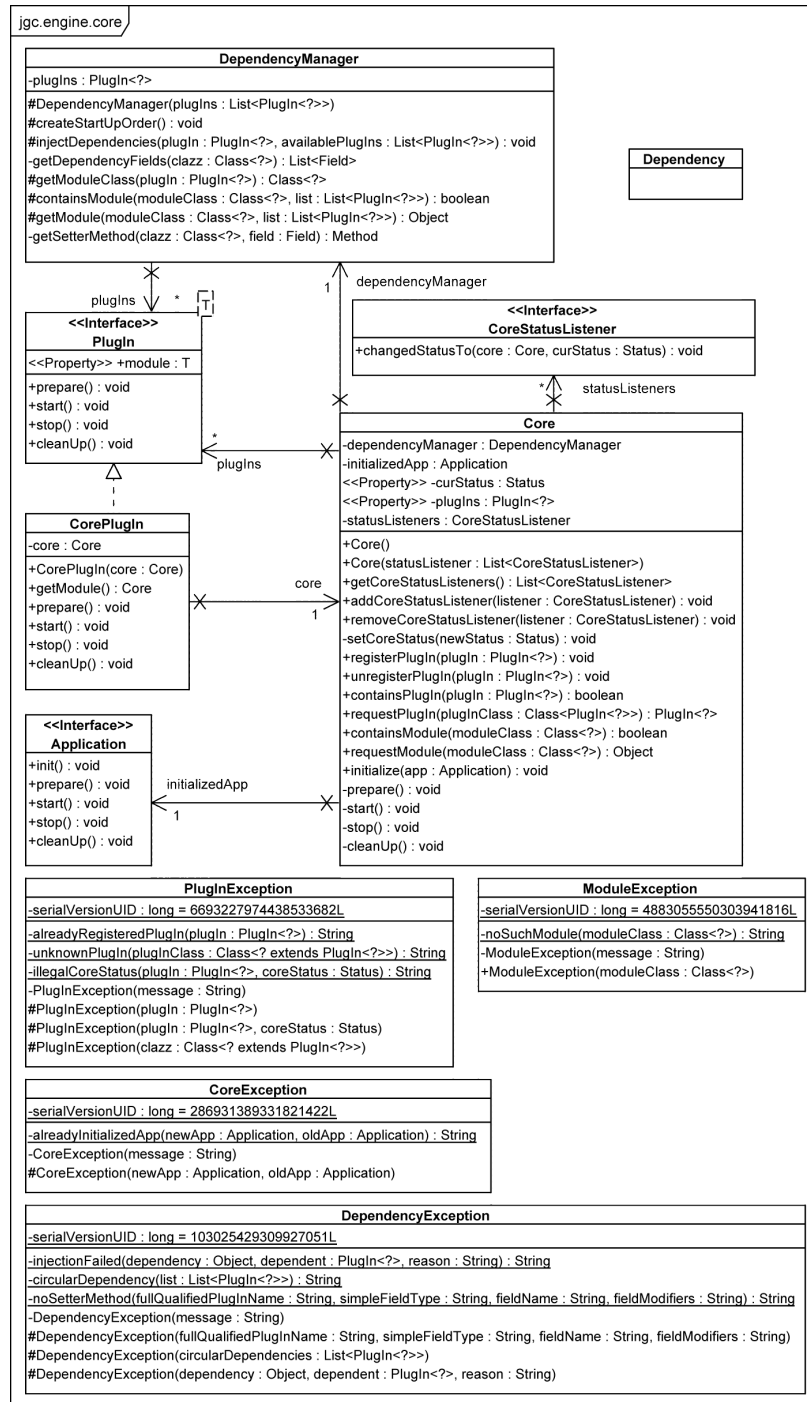 jgc.engine.core
DependencyManager
-plugIns : PlugIn<?>
#DependencyManager(plugIns : List<PlugIn<?>>)
#createStartUpOrder() : void
#injectDependencies(plugIn : PlugIn<?>, availablePlugIns : List<PlugIn<?>>) : void
-getDependencyFields(clazz : Class<?>) : List<Field>
#getModuleClass(plugIn : PlugIn<?>) : Class<?>
#containsModule(moduleClass : Class<?>, list : List<PlugIn<?>>) : boolean
#getModule(moduleClass : Class<?>, list : List<PlugIn<?>>) : Object
-getSetterMethod(clazz : Class<?>, field : Field) : Method
Dependency
plugIns
*
1
dependencyManager
T
<<Interface>>
PlugIn
<<Property>> +module : T
+prepare() : void
+start() : void
+stop() : void
+cleanUp() : void
<<Interface>>
CoreStatusListener
+changedStatusTo(core : Core, curStatus : Status) : void
*
statusListeners
*
plugIns
Core
-dependencyManager : DependencyManager
-initializedApp : Application
<<Property>> -curStatus : Status
<<Property>> -plugIns : PlugIn<?>
-statusListeners : CoreStatusListener
+Core()
+Core(statusListener : List<CoreStatusListener>)
+getCoreStatusListeners() : List<CoreStatusListener>
+addCoreStatusListener(listener : CoreStatusListener) : void
+removeCoreStatusListener(listener : CoreStatusListener) : void
-setCoreStatus(newStatus : Status) : void
+registerPlugIn(plugIn : PlugIn<?>) : void
+unregisterPlugIn(plugIn : PlugIn<?>) : void
+containsPlugIn(plugIn : PlugIn<?>) : boolean
+requestPlugIn(plugInClass : Class<PlugIn<?>>) : PlugIn<?>
+containsModule(moduleClass : Class<?>) : boolean
+requestModule(moduleClass : Class<?>) : Object
+initialize(app : Application) : void
-prepare() : void
-start() : void
-stop() : void
-cleanUp() : void
CorePlugIn
-core : Core
+CorePlugIn(core : Core)
+getModule() : Core
+prepare() : void
+start() : void
+stop() : void
+cleanUp() : void
core
1
<<Interface>>
Application
+init() : void
+prepare() : void
+start() : void
+stop() : void
+cleanUp() : void
initializedApp
1
PlugInException
-serialVersionUID : long = 6693227974438533682L
-alreadyRegisteredPlugIn(plugIn : PlugIn<?>) : String
-unknownPlugIn(plugInClass : Class<? extends PlugIn<?>>) : String
-illegalCoreStatus(plugIn : PlugIn<?>, coreStatus : Status) : String
-PlugInException(message : String)
#PlugInException(plugIn : PlugIn<?>)
#PlugInException(plugIn : PlugIn<?>, coreStatus : Status)
#PlugInException(clazz : Class<? extends PlugIn<?>>)
ModuleException
-serialVersionUID : long = 4883055550303941816L
-noSuchModule(moduleClass : Class<?>) : String
-ModuleException(message : String)
+ModuleException(moduleClass : Class<?>)
CoreException
-serialVersionUID : long = 286931389331821422L
-alreadyInitializedApp(newApp : Application, oldApp : Application) : String
-CoreException(message : String)
#CoreException(newApp : Application, oldApp : Application)
DependencyException
-serialVersionUID : long = 103025429309927051L
-injectionFailed(dependency : Object, dependent : PlugIn<?>, reason : String) : String
-circularDependency(list : List<PlugIn<?>>) : String
-noSetterMethod(fullQualifiedPlugInName : String, simpleFieldType : String, fieldName : String, fieldModifiers : String) : String
-DependencyException(message : String)
#DependencyException(fullQualifiedPlugInName : String, simpleFieldType : String, fieldName : String, fieldModifiers : String)
#DependencyException(circularDependencies : List<PlugIn<?>>)
#DependencyException(dependency : Object, dependent : PlugIn<?>, reason : String)